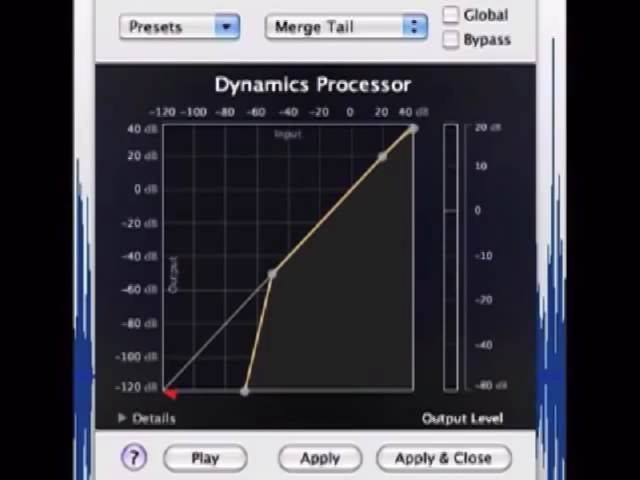 Presets Merge Tail Global
Bypass
Dynamics Processor
-120 -100 -80 -60 -40 -20 0 20 40 dB
Input
Output
40 dB
20 dB
0 dB
-20 dB
-40 dB
-60 dB
-80 dB
-100 dB
-120 dB
20 dB
10
0
-10
-20
-40
-80 dB
Details Output Level
? Play Apply Apply & Close